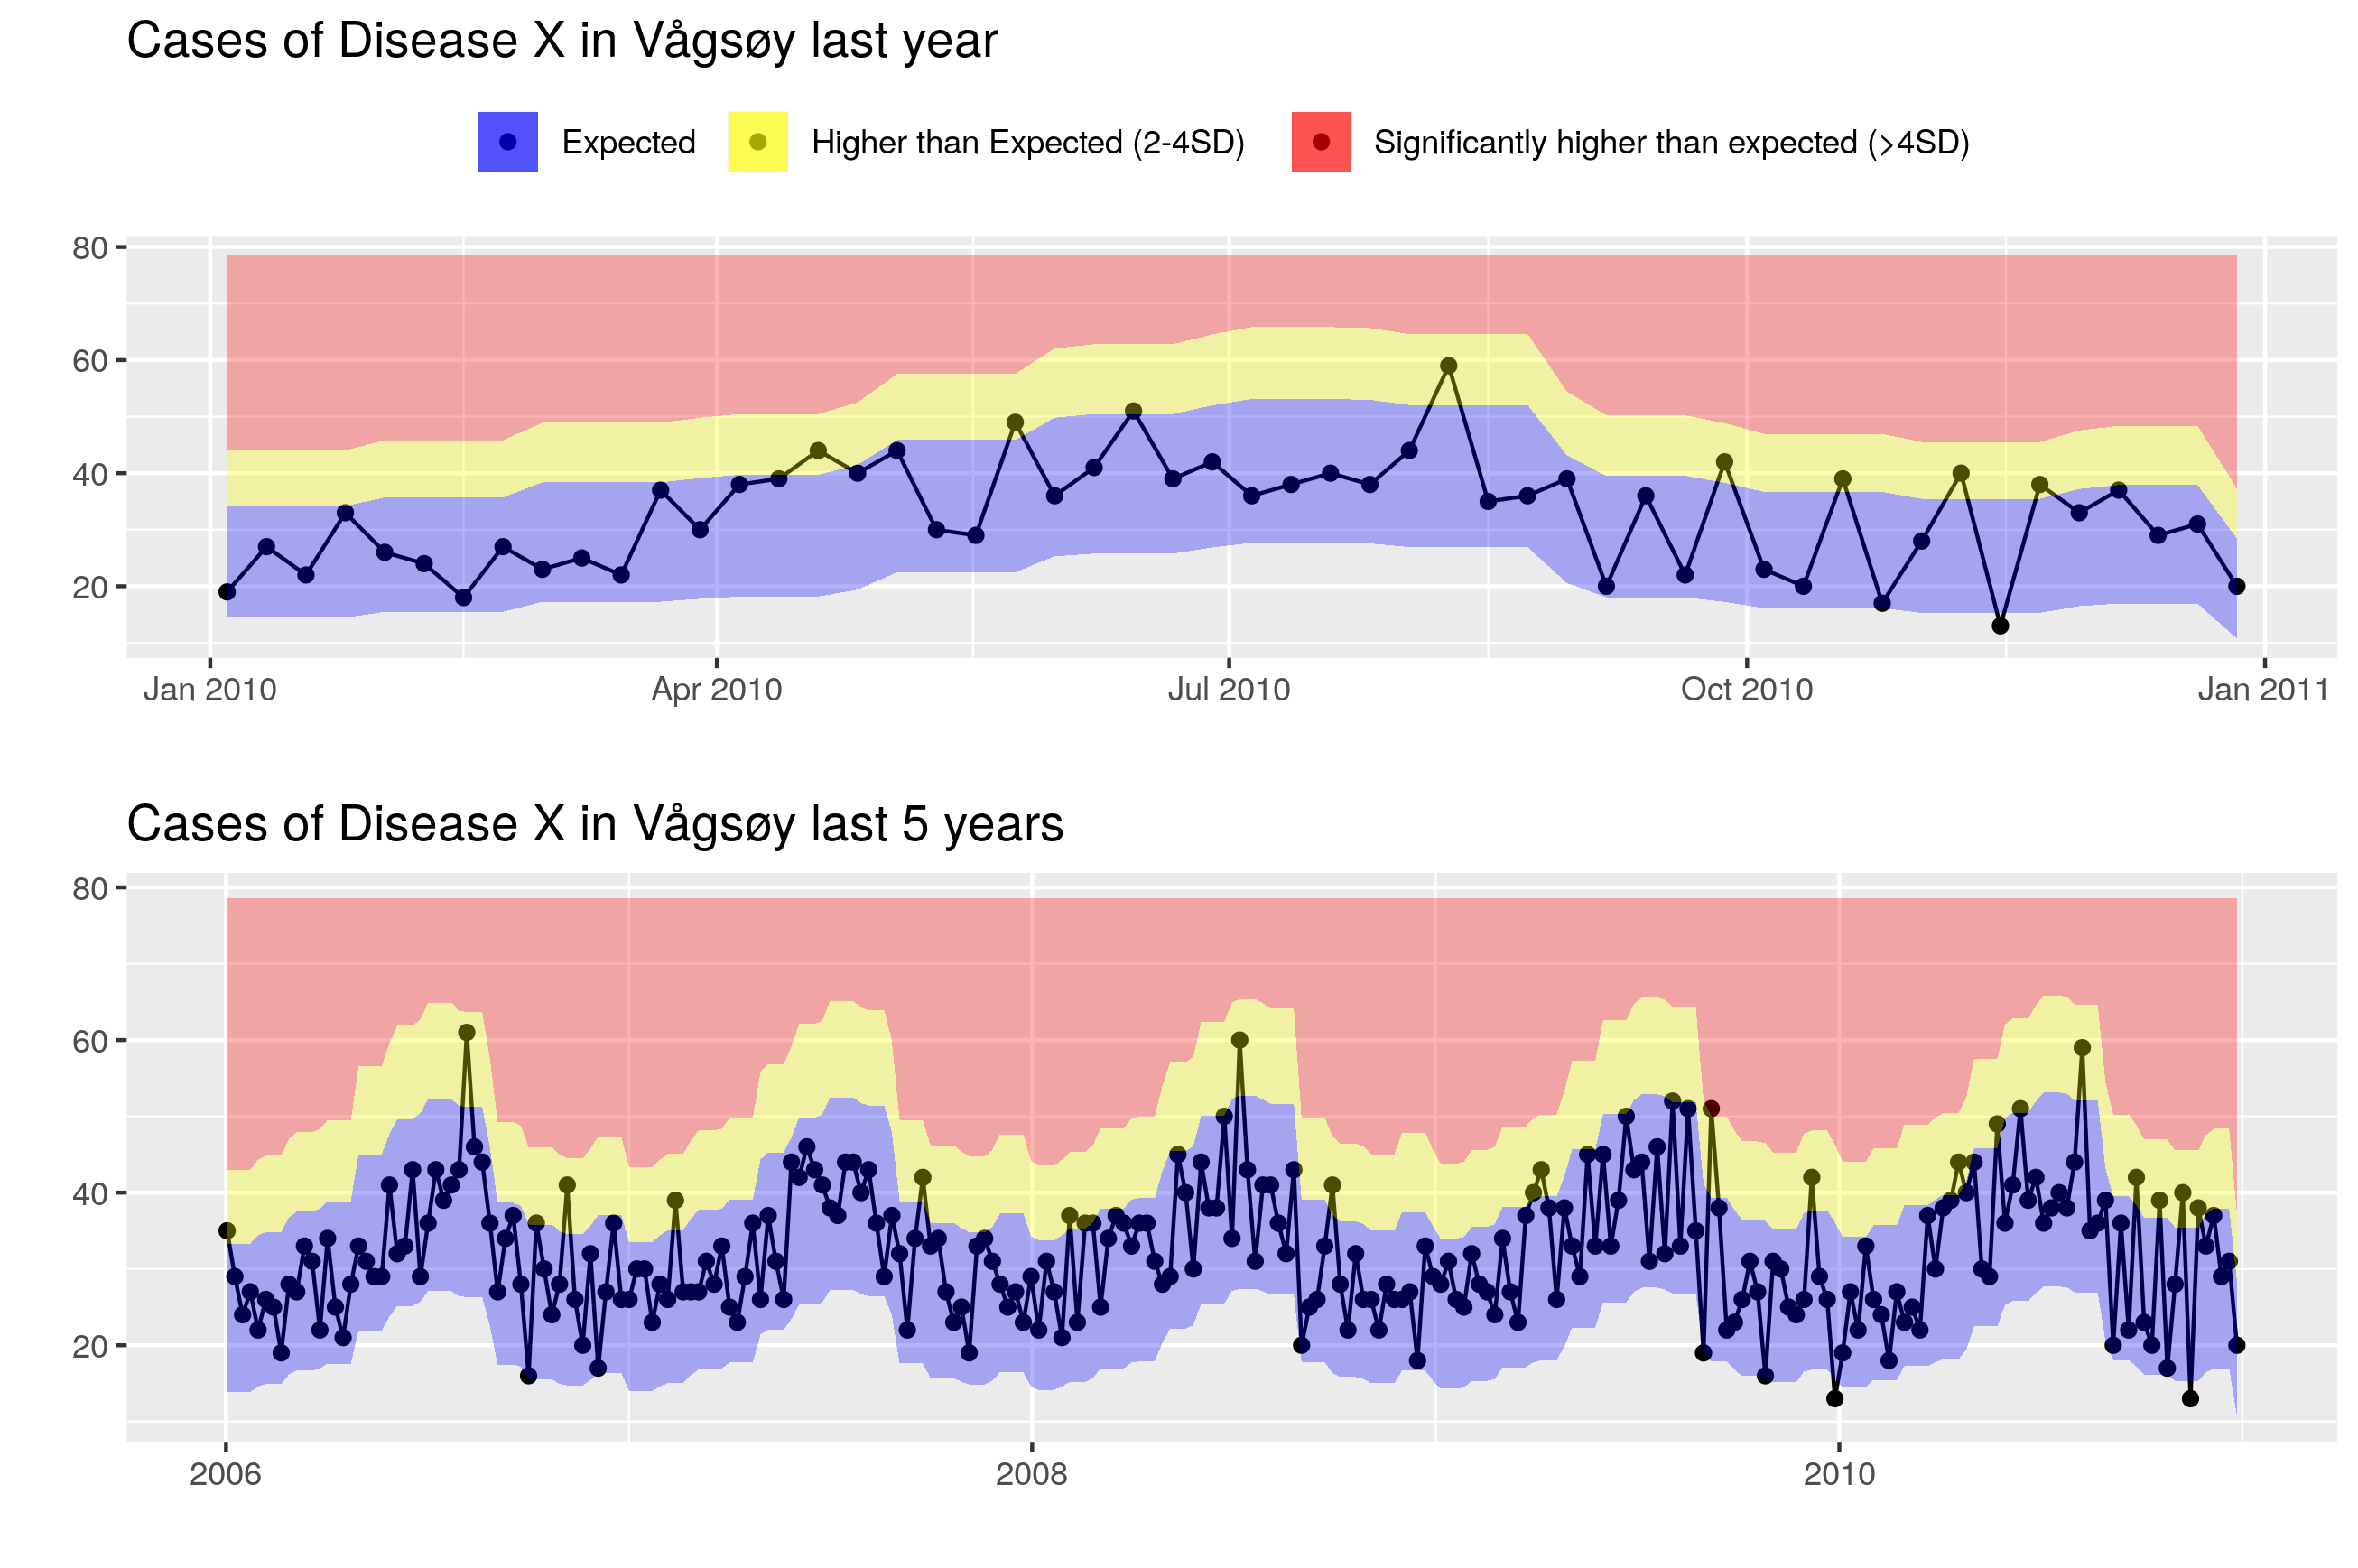 Cases of Disease X in Vågsøy last year
Expected Higher than Expected (2-4SD) Significantly higher than expected (>4SD)
80
60
40
20
Jan 2010 Apr 2010 Jul 2010 Oct 2010 Jan 2011
Cases of Disease X in Vågsøy last 5 years
80
60
40
20
2006 2008 2010